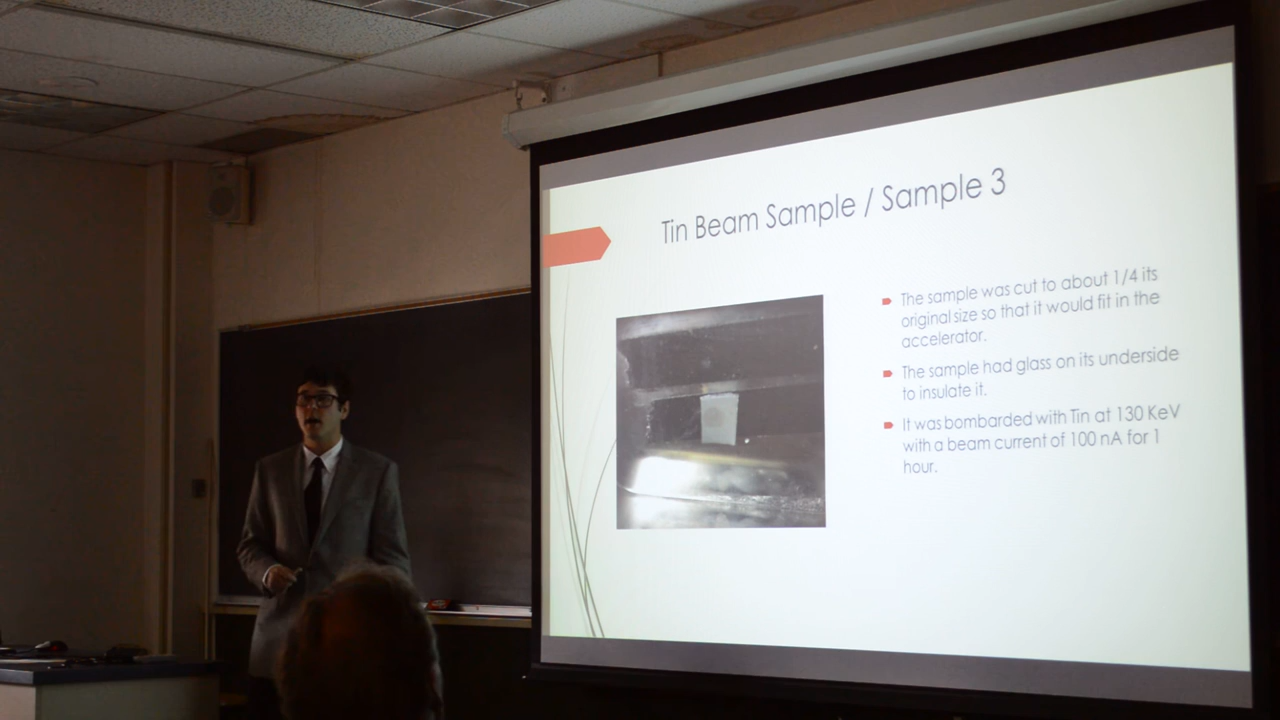 Tin Beam Sample / Sample 3
The sample was cut to about 1/4 its
original size so that it would fit in the
accelerator.
The sample had glass on its underside
to insulate it.
It was bombarded with Tin at 130 KeV
with a beam current of 100 nA for 1
hour.